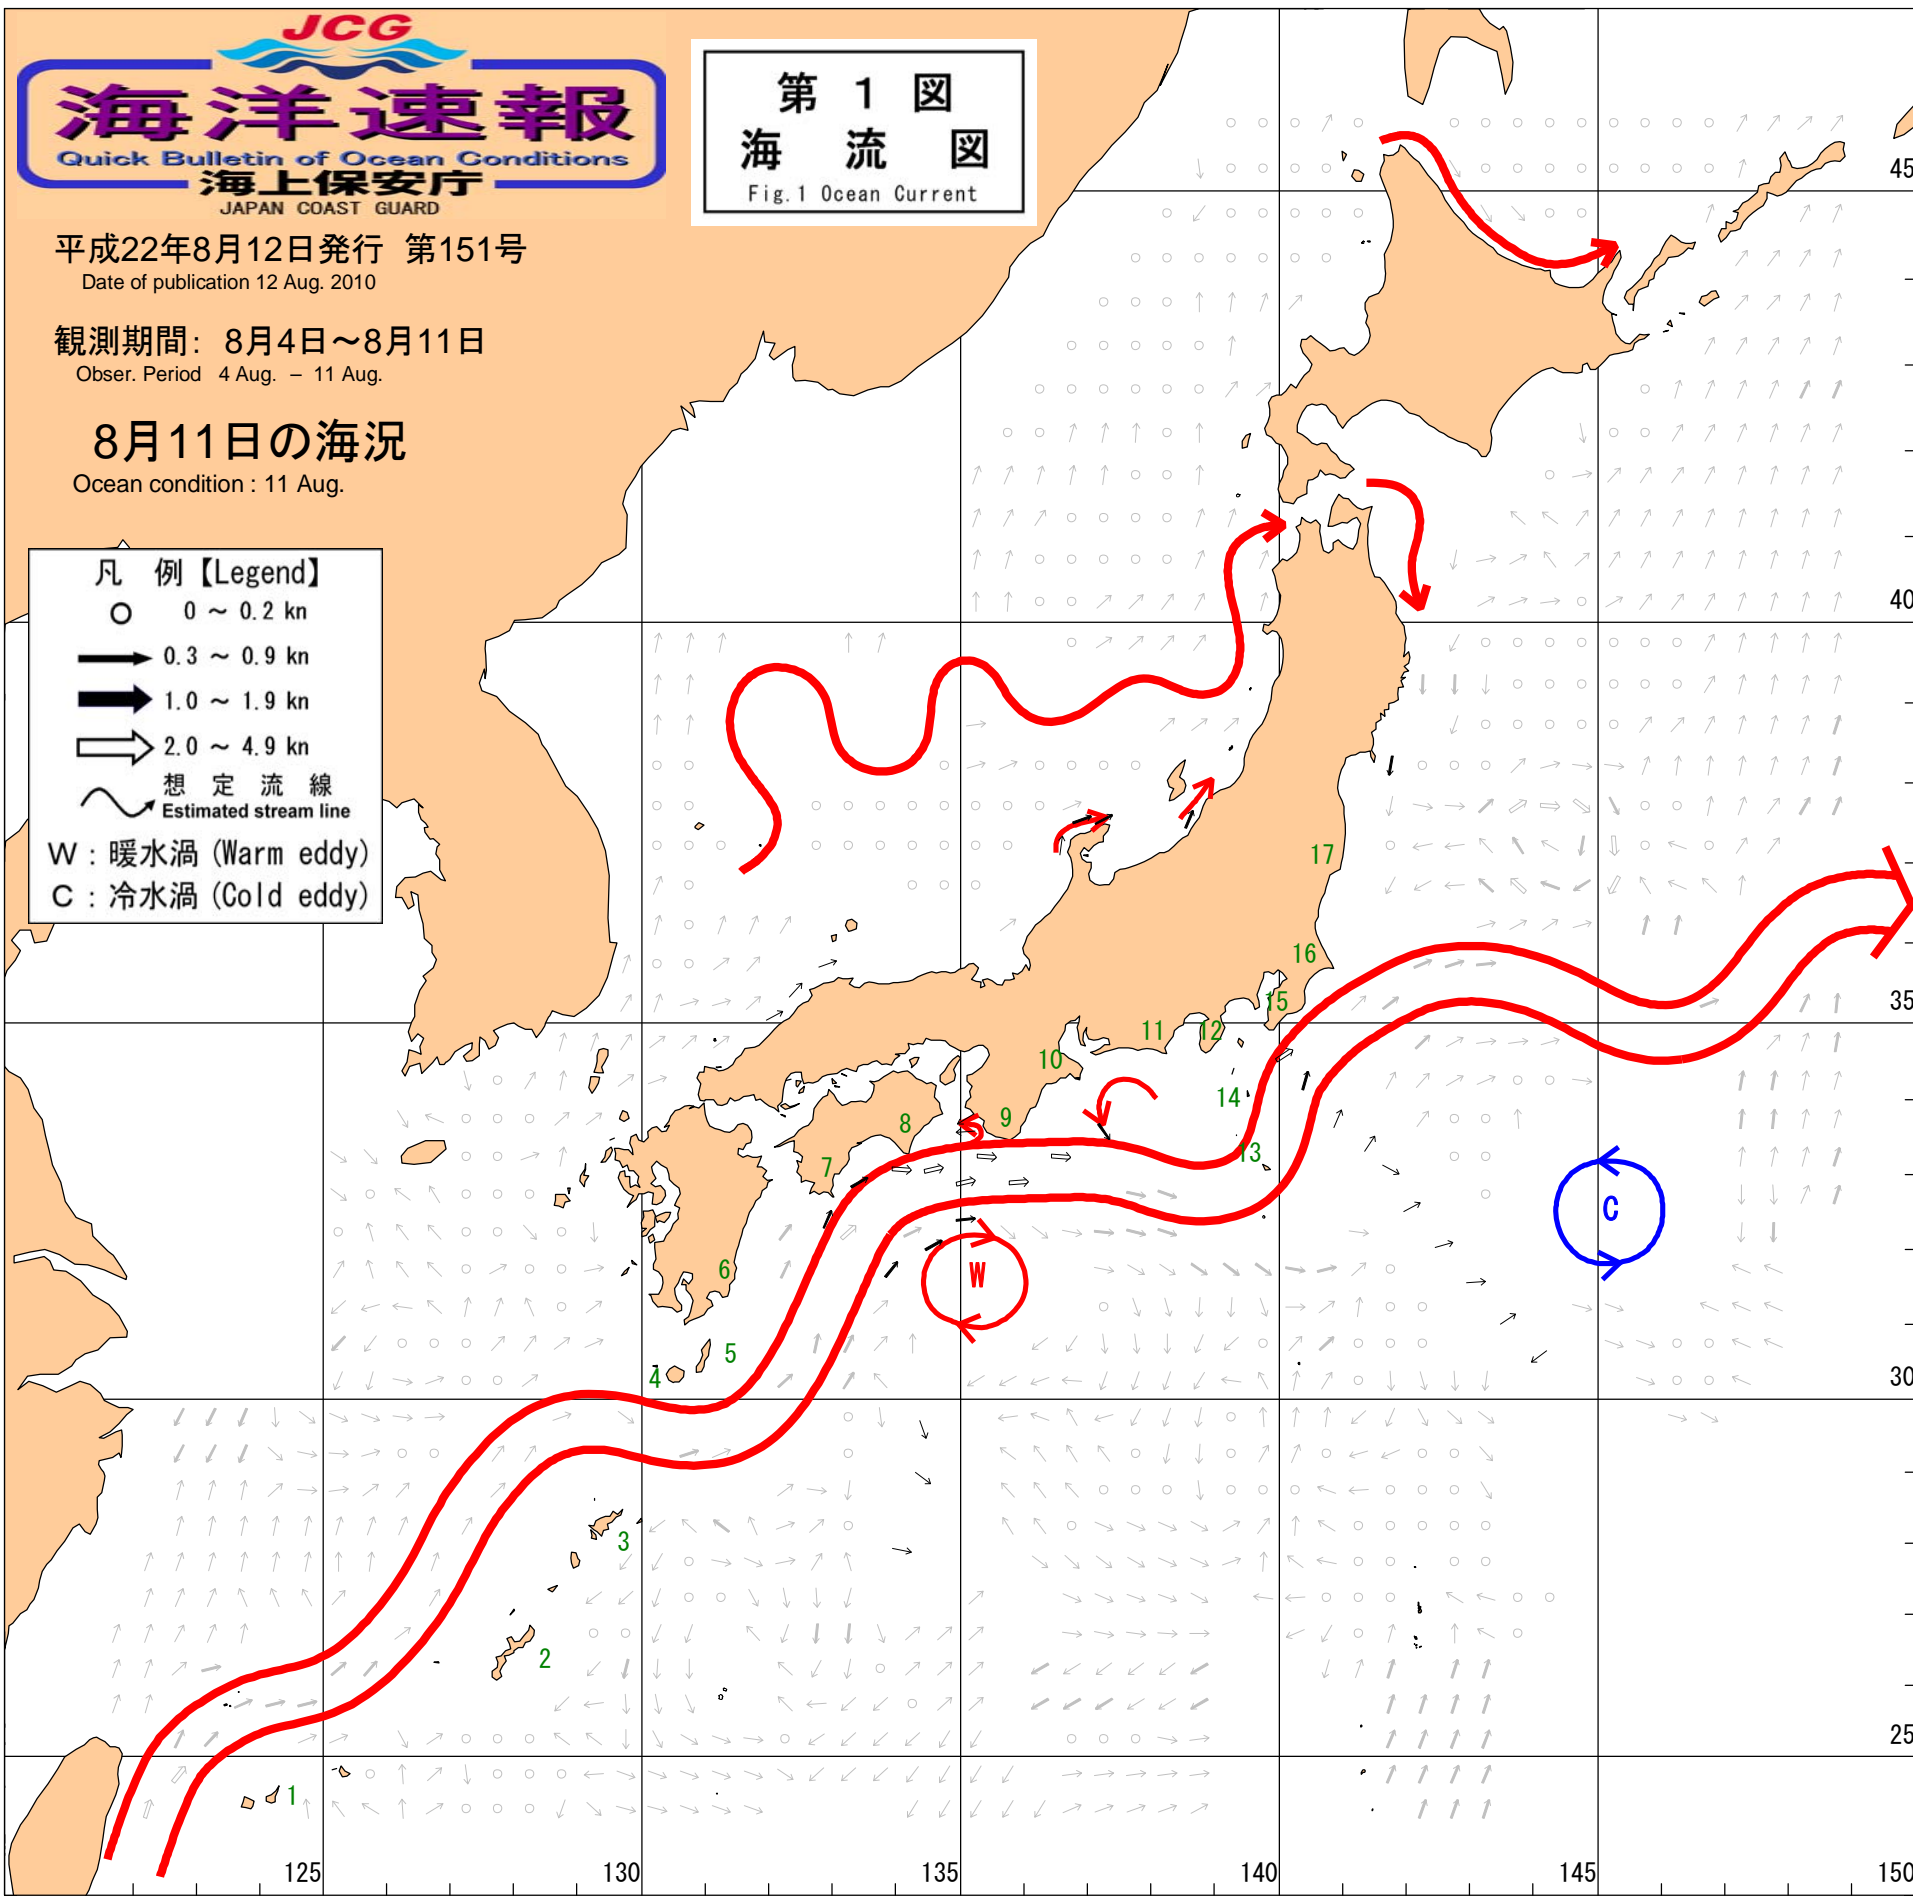 JCG
海洋速報
Quick Bulletin of Ocean Conditions
海上保安庁
JAPAN COAST GUARD
第 1 図
海 流 図
Fig.1 Ocean Current
平成22年8月12日発行 第151号
Date of publication 12 Aug. 2010
観測期間: 8月4日～8月11日
Obser. Period 4 Aug. – 11 Aug.
8月11日の海況
Ocean condition : 11 Aug.
凡 例【Legend】
0 ～ 0.2 kn
0.3 ～ 0.9 kn
1.0 ～ 1.9 kn
2.0 ～ 4.9 kn
想 定 流 線
Estimated stream line
W : 暖水渦 (Warm eddy)
C : 冷水渦 (Cold eddy)
45
40
17
16
15
35
12
11
10
14
9
8
13
7
C
6
W
5
4
30
3
2
25
1
125
130
135
140
145
150